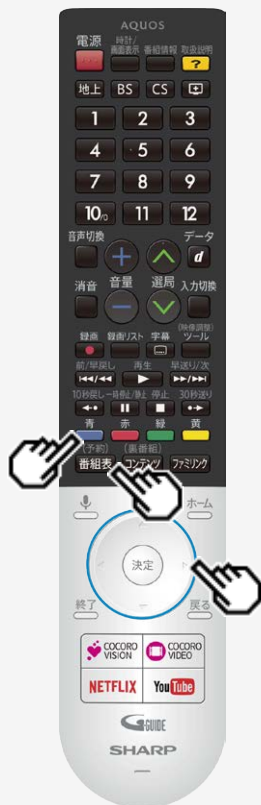 AQUOS
電源 時計/画面表示 番組情報 取扱説明
?
地上 BS CS
1 2 3
4 5 6
7 8 9
10/0 11 12
音声切換 データ
+ d
消音 音量 選局 入力切換
−
(映像調整)
録画 録画リスト 字幕 ツール
前/早戻し 再生 早送り/次
10秒戻し 一時停止/静止 停止 30秒送り
青 赤 緑 黄
(予約) (裏番組)
番組表 コンテンツ ファミリンク
ホーム
決定
終了 戻る
COCORO VISION COCORO VIDEO
NETFLIX YouTube
G GUIDE
SHARP